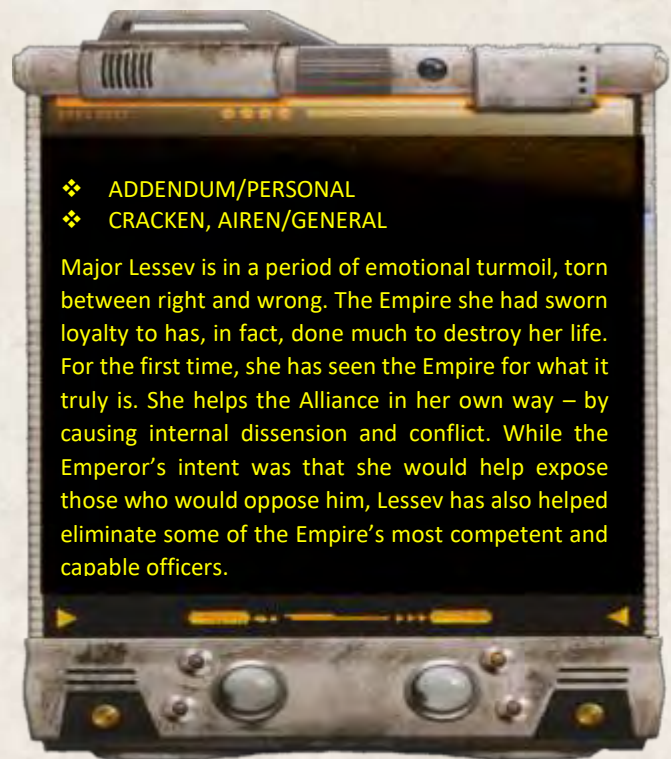 ❖ ADDENDUM/PERSONAL
❖ CRACKEN, AIREN/GENERAL
Major Lessev is in a period of emotional turmoil, torn
between right and wrong. The Empire she had sworn
loyalty to has, in fact, done much to destroy her life.
For the first time, she has seen the Empire for what it
truly is. She helps the Alliance in her own way – by
causing internal dissension and conflict. While the
Emperor’s intent was that she would help expose
those who would oppose him, Lessev has also helped
eliminate some of the Empire’s most competent and
capable officers.